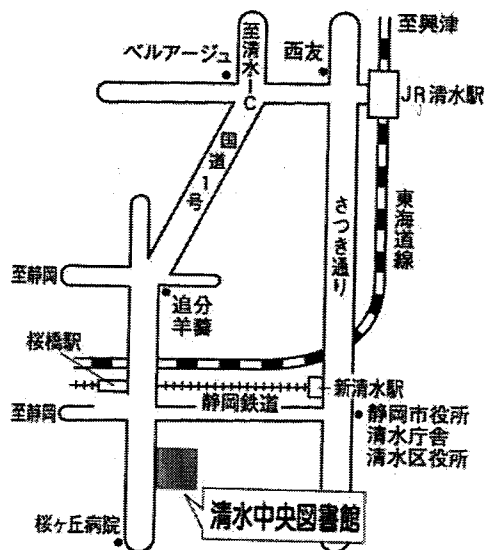 至興津
至清水IC
ベルアージュ
西友
JR清水駅
国道1号
さつき通り
東海道線
至静岡
追分
羊羹
桜橋駅
新清水駅
静岡鉄道
至静岡
静岡市役所
清水庁舎
清水区役所
清水中央図書館
桜ヶ丘病院